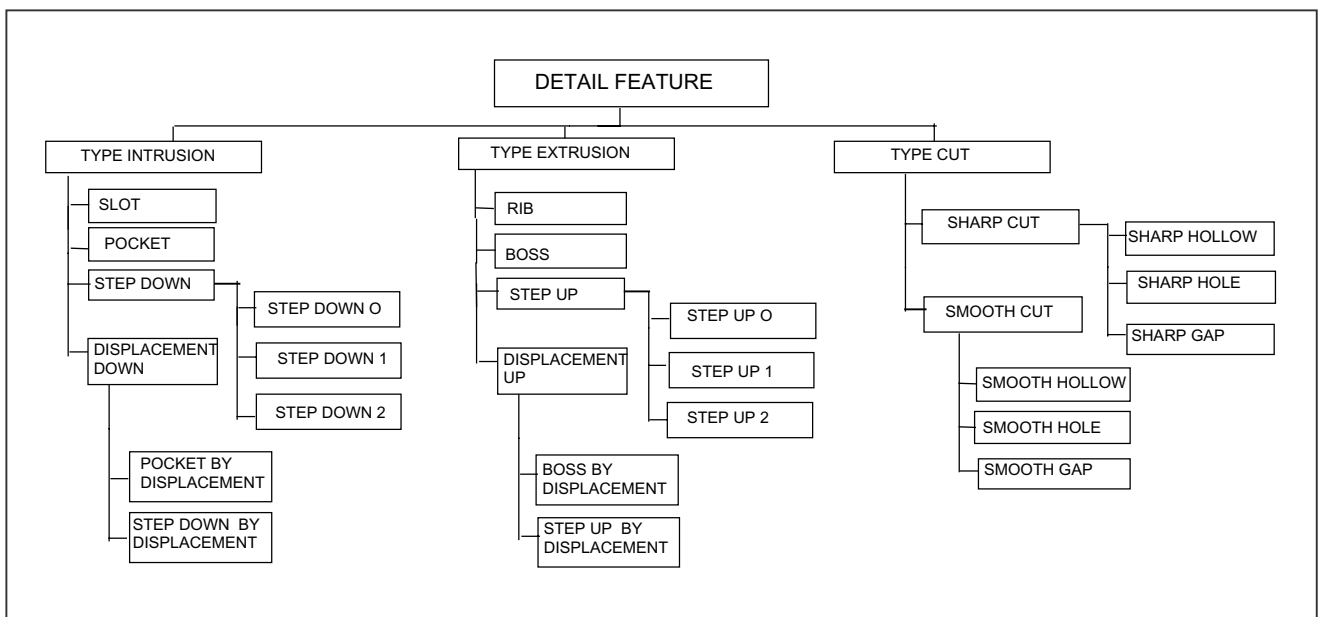 DETAIL FEATURE
TYPE INTRUSION
SLOT
POCKET
STEP DOWN
STEP DOWN O
STEP DOWN 1
STEP DOWN 2
DISPLACEMENT
DOWN
POCKET BY
DISPLACEMENT
STEP DOWN BY
DISPLACEMENT
TYPE EXTRUSION
RIB
BOSS
STEP UP
STEP UP O
STEP UP 1
STEP UP 2
DISPLACEMENT
UP
BOSS BY
DISPLACEMENT
STEP UP BY
DISPLACEMENT
TYPE CUT
SHARP CUT
SHARP HOLLOW
SHARP HOLE
SHARP GAP
SMOOTH CUT
SMOOTH HOLLOW
SMOOTH HOLE
SMOOTH GAP